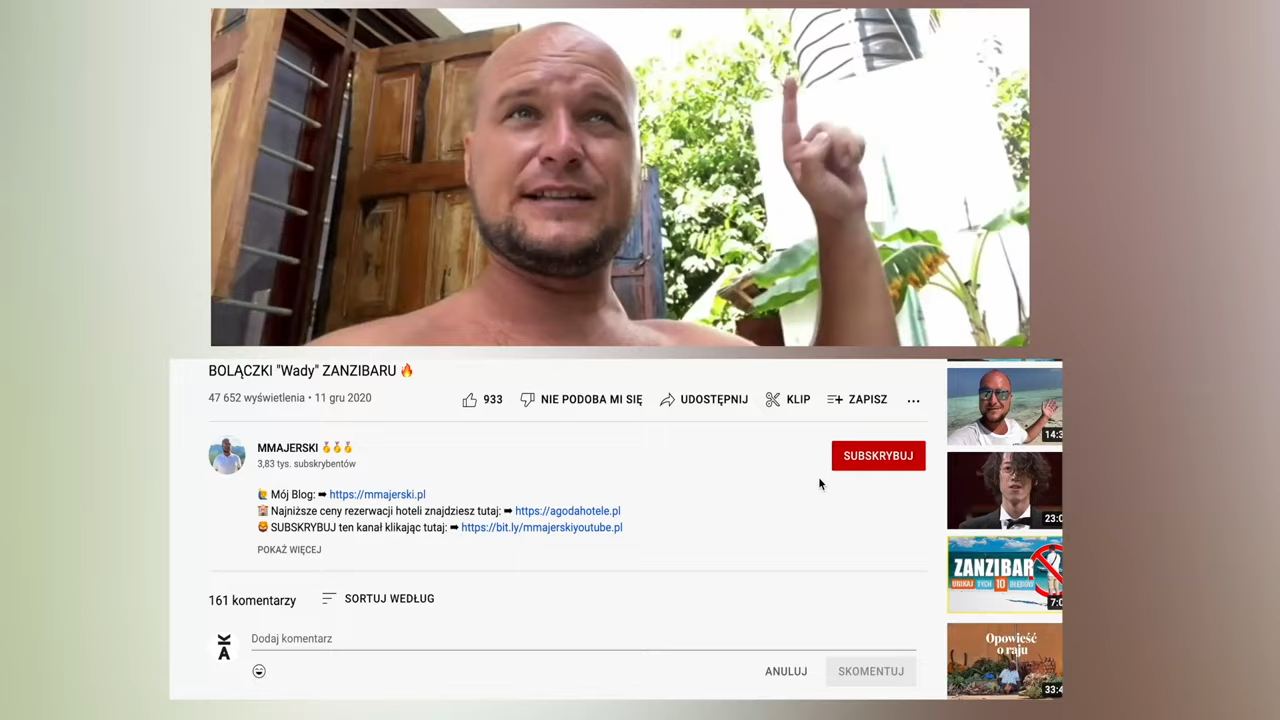 BOLĄCZKI "Wady" ZANZIBARU 🔥
47 652 wyświetlenia • 11 gru 2020
933
NIE PODOBA MI SIĘ
UDOSTĘPNIJ
KLIP
ZAPISZ
MMAJERSKI 🥇🥇🥇
3,83 tys. subskrybentów
SUBSKRYBUJ
🙋‍♂️ Mój Blog: ➡ https://mmajerski.pl
🏨 Najniższe ceny rezerwacji hoteli znajdziesz tutaj: ➡ https://agodahotele.pl
🦁 SUBSKRYBUJ ten kanał klikając tutaj: ➡ https://bit.ly/mmajerskiyoutube.pl
POKAŻ WIĘCEJ
161 komentarzy
SORTUJ WEDŁUG
Dodaj komentarz
ANULUJ
SKOMENTUJ
14:3
23:0
ZANZIBAR
UNIKAJ TYCH 10 BŁĘDÓW
7:0
Opowieść
o raju
33:4